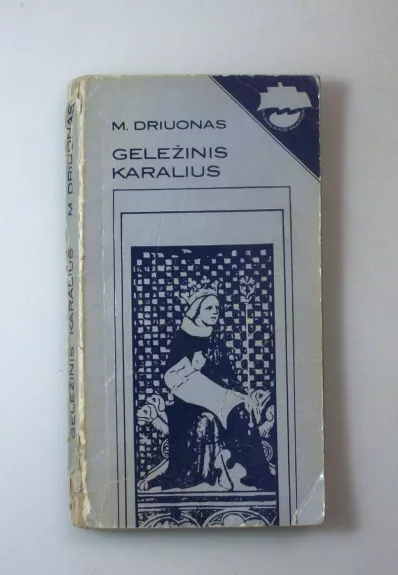 M. DRIUONAS
GELEŽINIS
KARALIUS
GELEŽINIS KARALIUS M. DRIUONAS